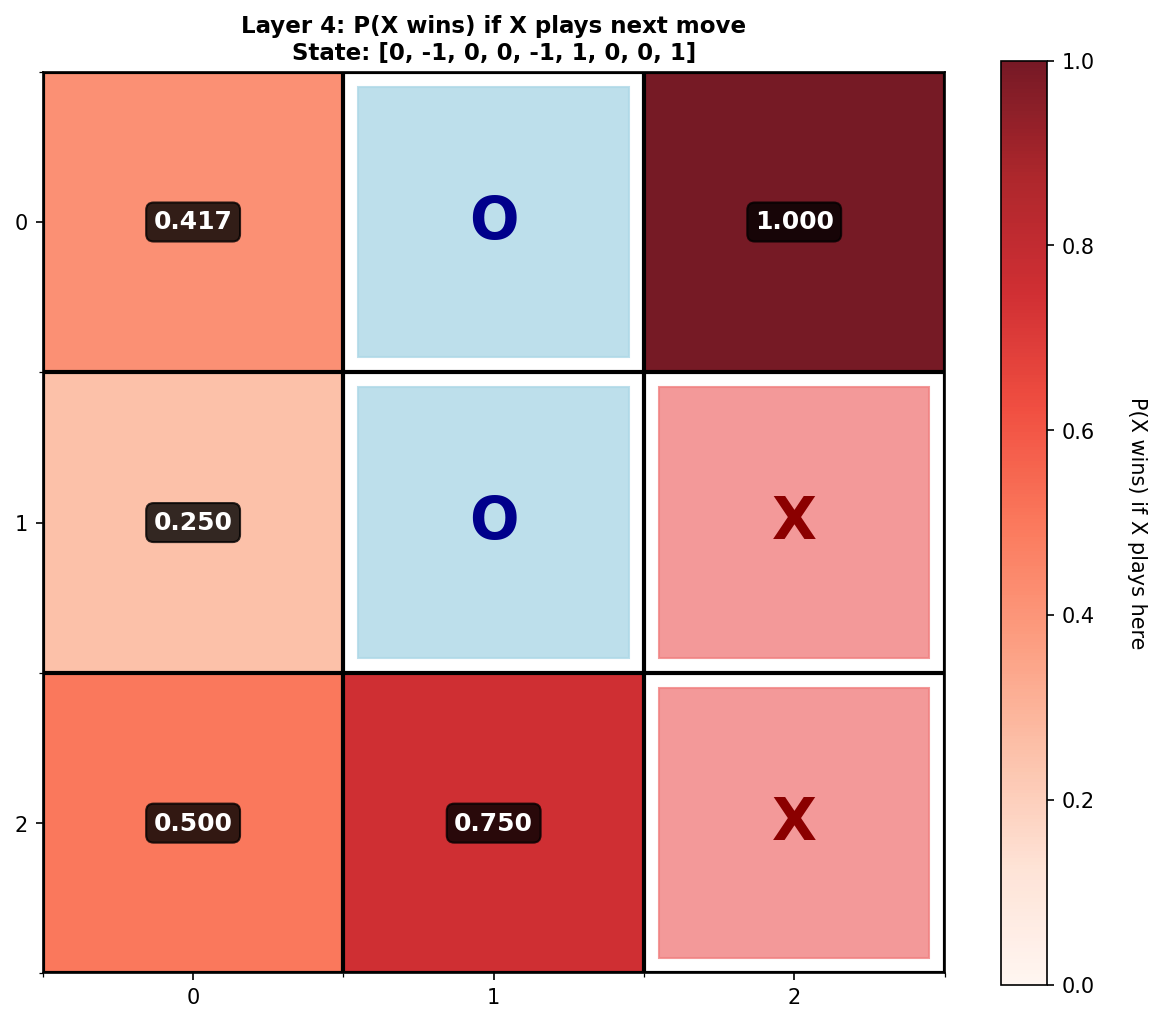 Layer 4: P(X wins) if X plays next move
State: [0, -1, 0, 0, -1, 1, 0, 0, 1]
0.417
O
1.000
0.250
O
X
0.500
0.750
X
0
1
2
0
1
2
1.0
0.8
0.6
0.4
0.2
0.0
P(X wins) if X plays here